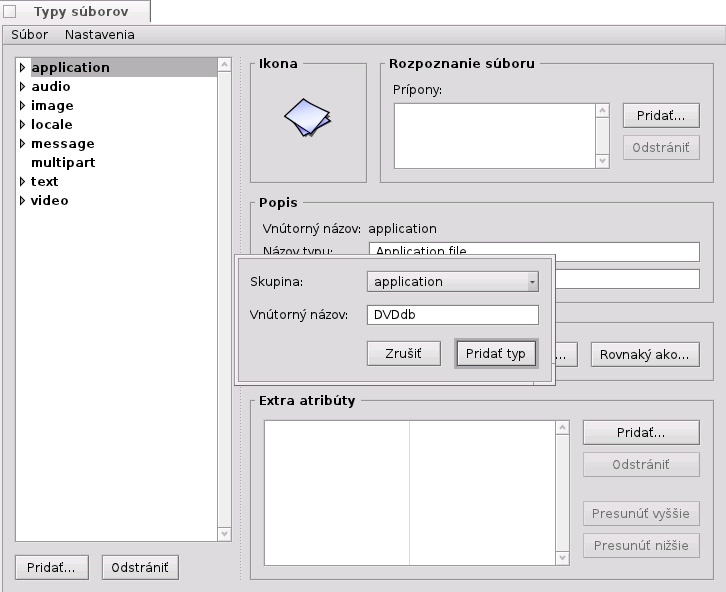 Typy súborov
Súbor Nastavenia
application
audio
image
locale
message
multipart
text
video
Pridať... Odstrániť
Ikona
Rozpoznanie súboru
Prípony:
Pridať...
Odstrániť
Popis
Vnútorný názov: application
Názov typu: Application file
Skupina: application
Vnútorný názov: DVDdb
Zrušiť Pridať typ
... Rovnaký ako...
Extra atribúty
Pridať...
Odstrániť
Presunúť vyššie
Presunúť nižšie